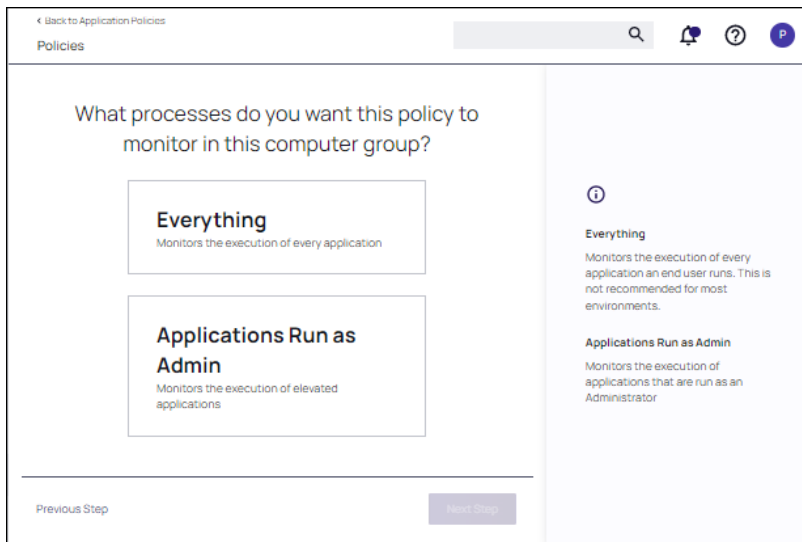 ‹ Back to Application Policies
Policies
P
What processes do you want this policy to
monitor in this computer group?
Everything
Monitors the execution of every application
Applications Run as
Admin
Monitors the execution of elevated
applications
Previous Step
Next Step
Everything
Monitors the execution of every
application an end user runs. This is
not recommended for most
environments.
Applications Run as Admin
Monitors the execution of
applications that are run as an
Administrator